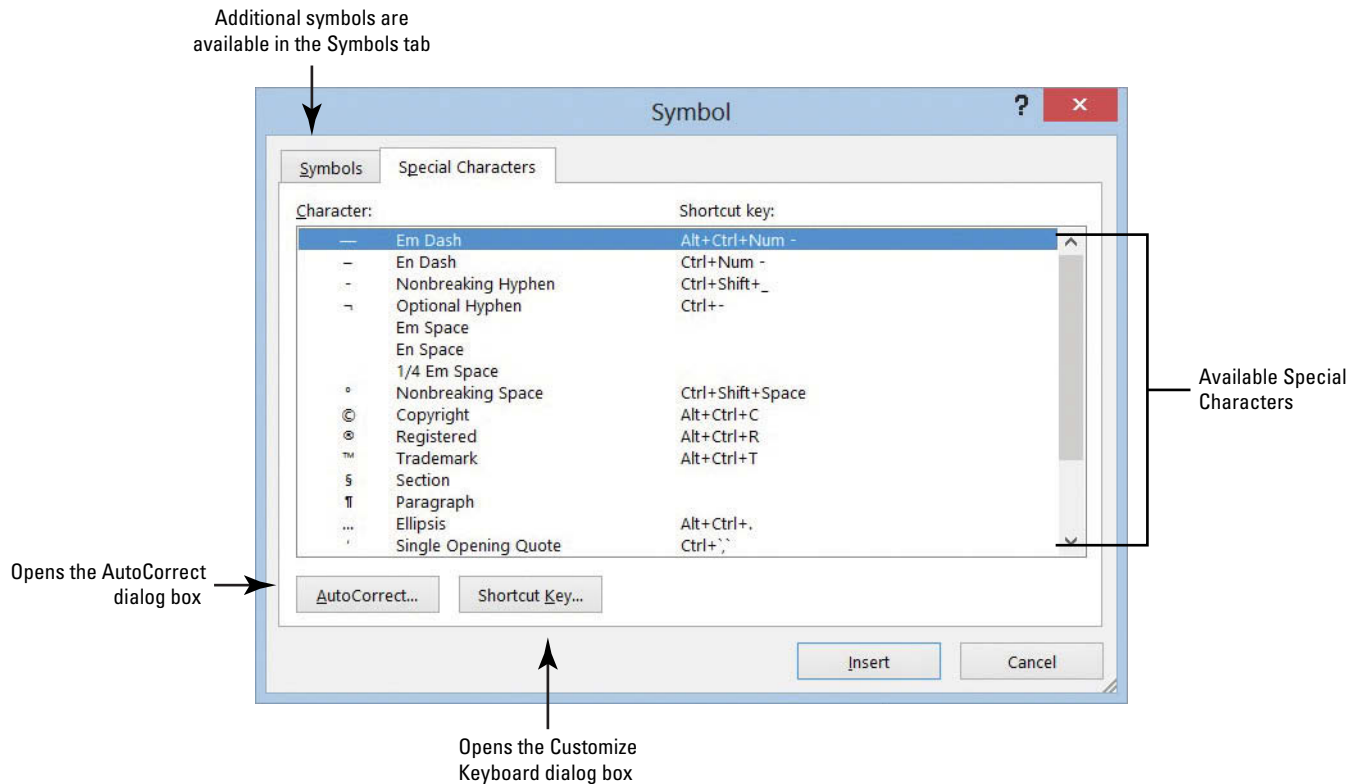 Additional symbols are
available in the Symbols tab
Symbol
? ×
Symbols Special Characters
Character: Shortcut key:
— Em Dash Alt+Ctrl+Num -
– En Dash Ctrl+Num -
- Nonbreaking Hyphen Ctrl+Shift+_
¬ Optional Hyphen Ctrl+-
Em Space
En Space
1/4 Em Space
° Nonbreaking Space Ctrl+Shift+Space
© Copyright Alt+Ctrl+C
® Registered Alt+Ctrl+R
™ Trademark Alt+Ctrl+T
§ Section
¶ Paragraph
… Ellipsis Alt+Ctrl+.
‘ Single Opening Quote Ctrl+`,`
Available Special
Characters
Opens the AutoCorrect
dialog box
AutoCorrect... Shortcut Key...
Insert Cancel
Opens the Customize
Keyboard dialog box